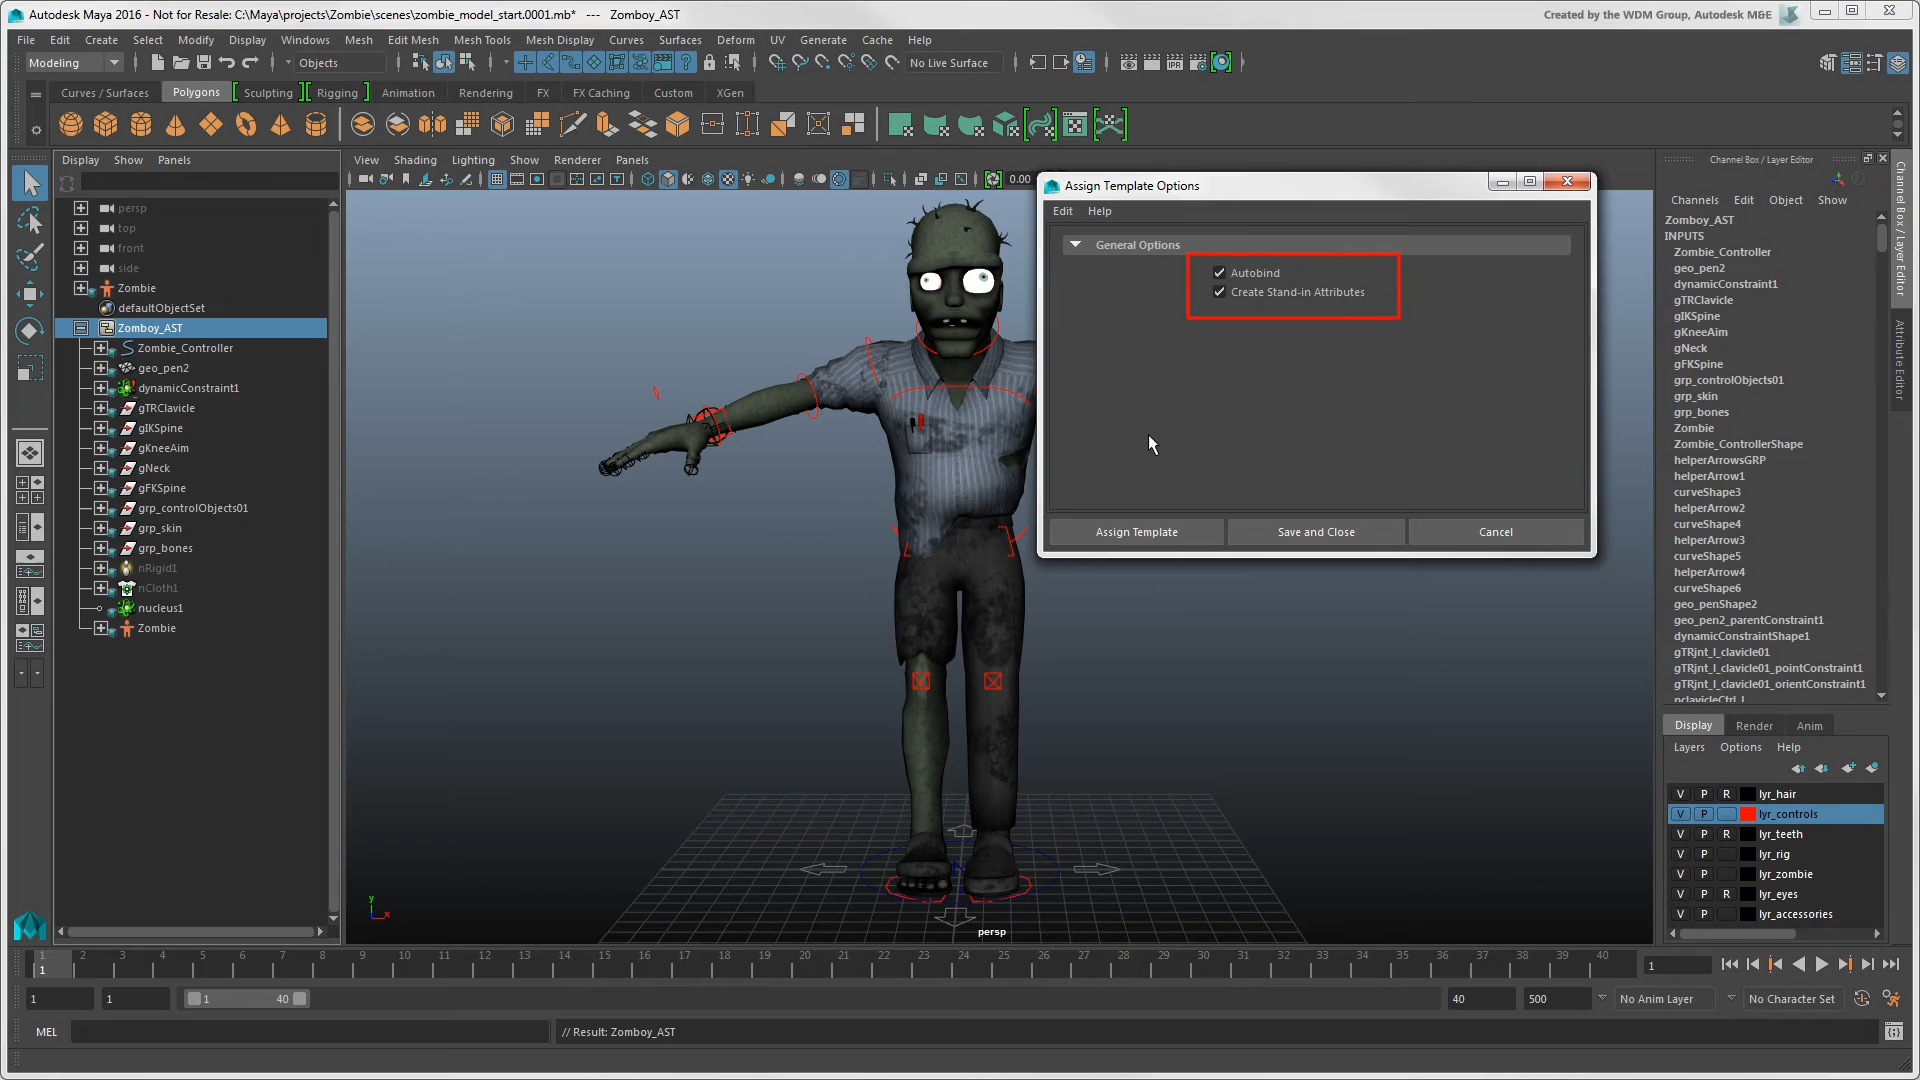 Autodesk Maya 2016 - Not for Resale: C:\Maya\projects\Zombie\scenes\zombie_model_start.0001.mb*   ---   Zomboy_AST
Created by the WDM Group, Autodesk M&E
File Edit Create Select Modify Display Windows Mesh Edit Mesh Mesh Tools Mesh Display Curves Surfaces Deform UV Generate Cache Help
Modeling Objects No Live Surface IPR
Curves / Surfaces Polygons Sculpting Rigging Animation Rendering FX FX Caching Custom XGen
Display Show Panels
persp
top
front
side
Zombie
defaultObjectSet
Zomboy_AST
Zombie_Controller
geo_pen2
dynamicConstraint1
gTRClavicle
gIKSpine
gKneeAim
gNeck
gFKSpine
grp_controlObjects01
grp_skin
grp_bones
nRigid1
nCloth1
nucleus1
Zombie
View Shading Lighting Show Renderer Panels
0.00
Assign Template Options
Edit Help
General Options
Autobind
Create Stand-in Attributes
Assign Template Save and Close Cancel
y
x
persp
Channel Box / Layer Editor
Channels Edit Object Show
Zomboy_AST
INPUTS
Zombie_Controller
geo_pen2
dynamicConstraint1
gTRClavicle
gIKSpine
gKneeAim
gNeck
gFKSpine
grp_controlObjects01
grp_skin
grp_bones
Zombie
Zombie_ControllerShape
helperArrowsGRP
helperArrow1
curveShape3
helperArrow2
curveShape4
helperArrow3
curveShape5
helperArrow4
curveShape6
geo_penShape2
geo_pen2_parentConstraint1
dynamicConstraintShape1
gTRjnt_l_clavicle01
gTRjnt_l_clavicle01_pointConstraint1
gTRjnt_l_clavicle01_orientConstraint1
Channel Box / Layer Editor
Attribute Editor
Display Render Anim
Layers Options Help
V P R lyr_hair
V P lyr_controls
V P R lyr_teeth
V P lyr_rig
V P lyr_zombie
V P R lyr_eyes
V P lyr_accessories
1 2 3 4 5 6 7 8 9 10 11 12 13 14 15 16 17 18 19 20 21 22 23 24 25 26 27 28 29 30 31 32 33 34 35 36 37 38 39 40
1 1
1 1 1 40 40 500 No Anim Layer No Character Set
MEL // Result: Zomboy_AST